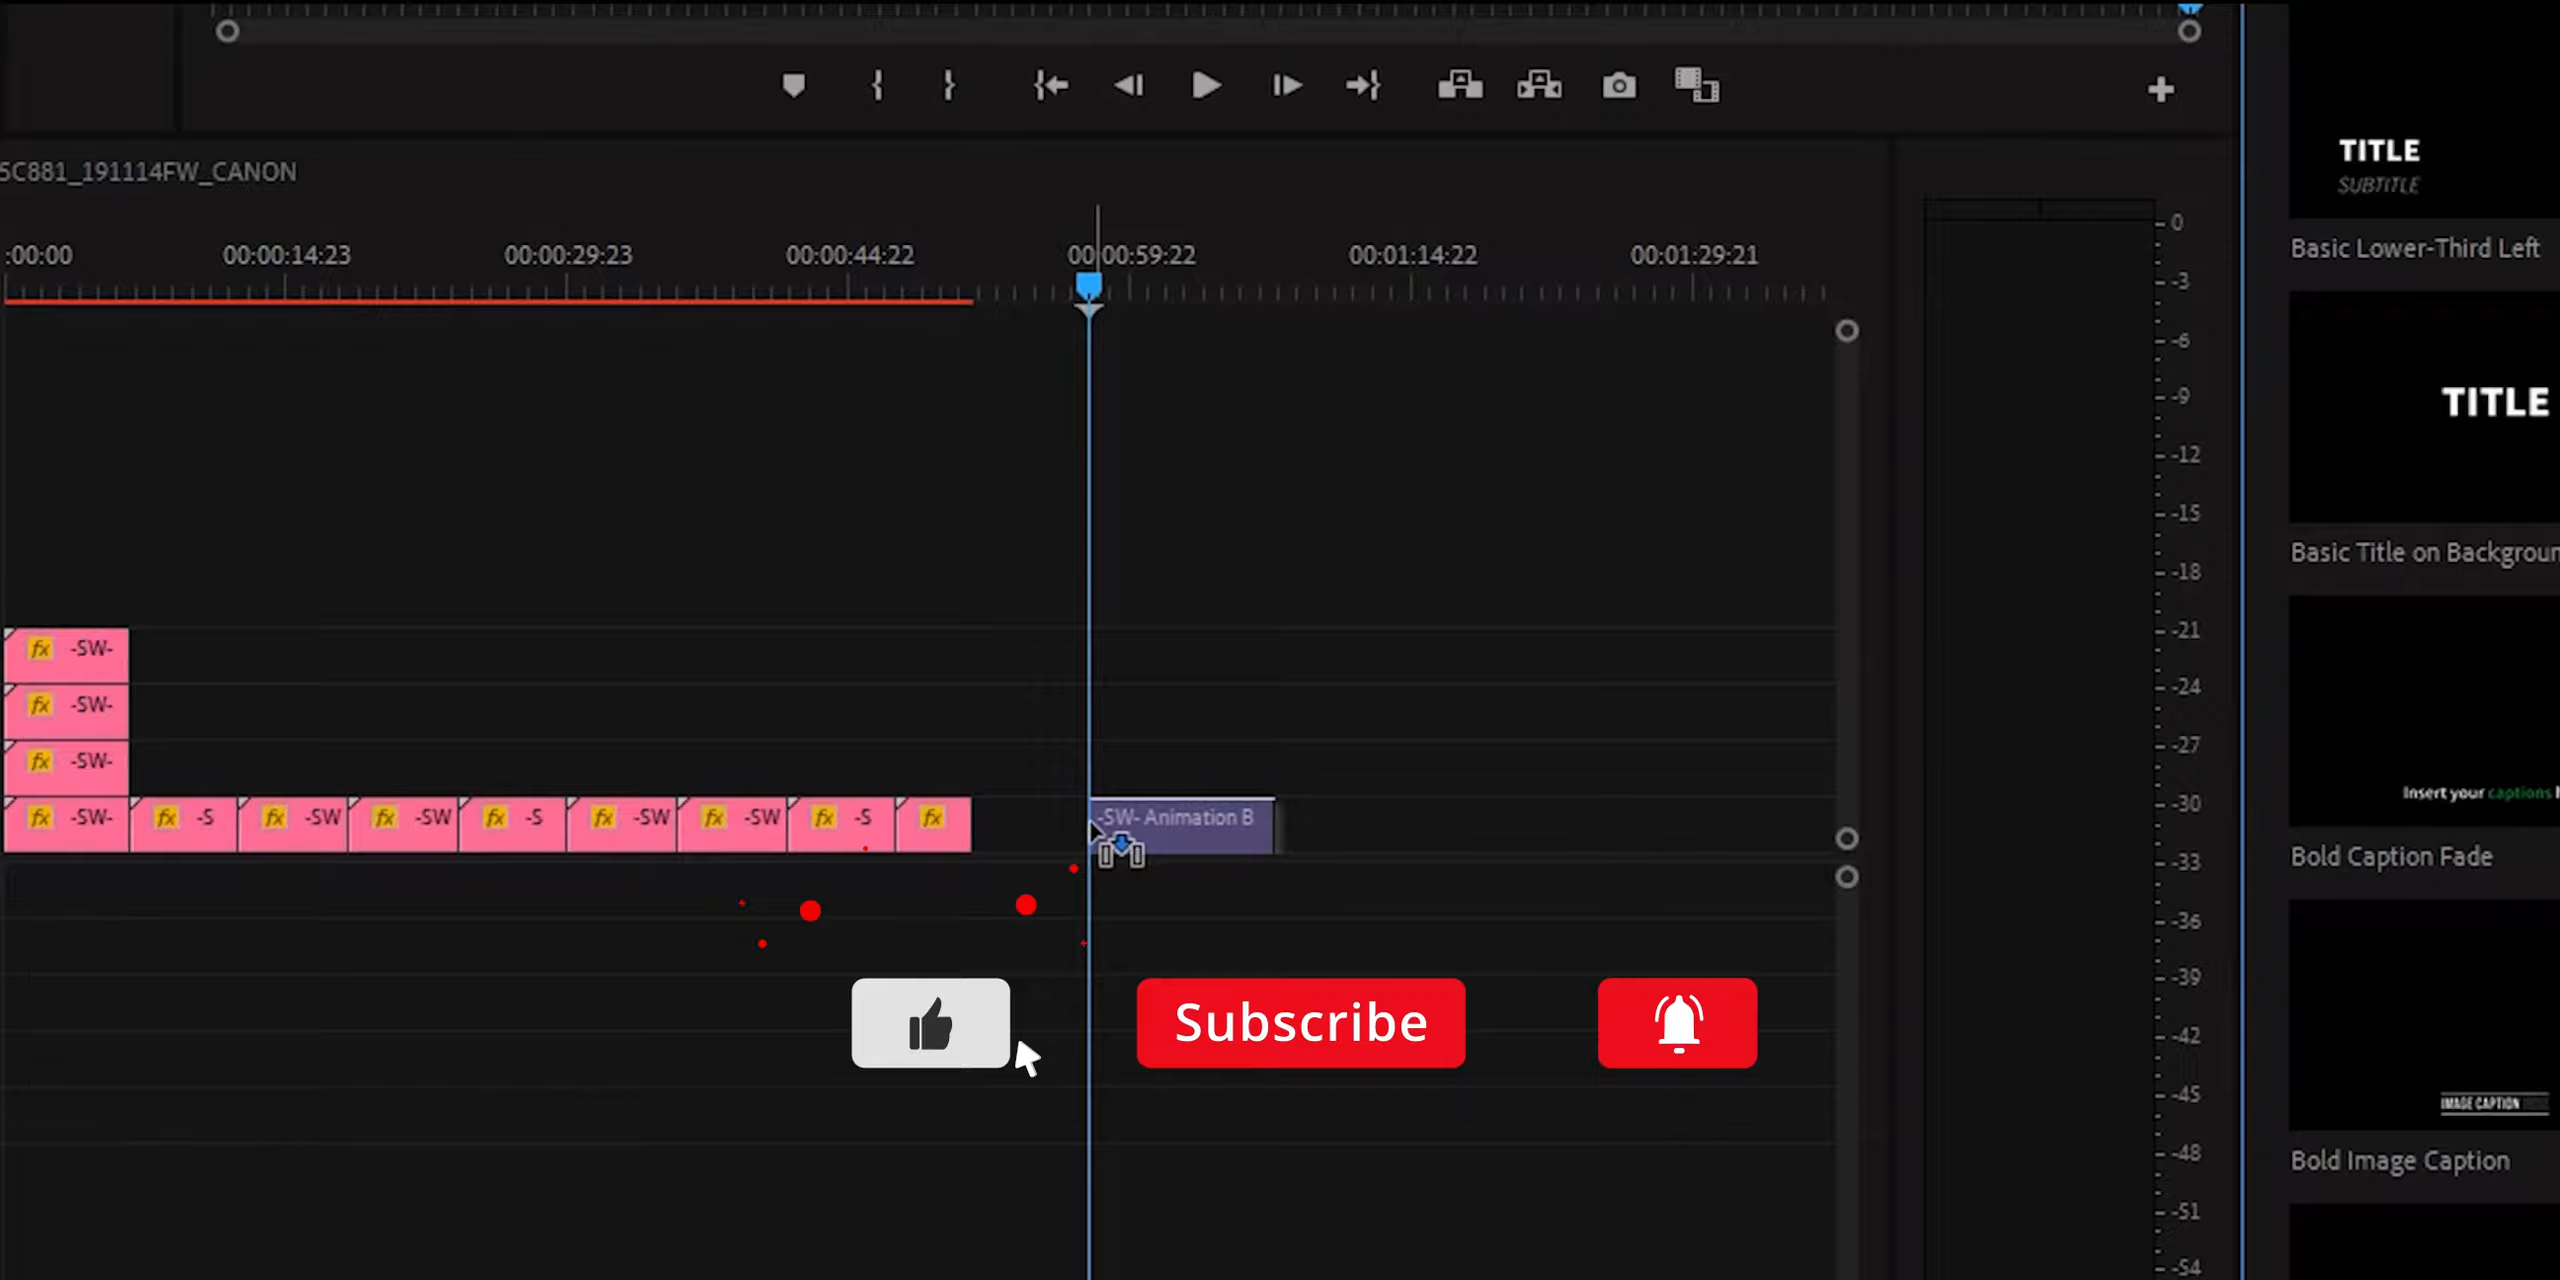 5C881_191114FW_CANON
:00:00 00:00:14:23 00:00:29:23 00:00:44:22 00:00:59:22 00:01:14:22 00:01:29:21
fx -SW-
fx -SW-
fx -SW-
fx -SW- fx -S fx -SW fx -SW fx -S fx -SW fx -SW fx -S fx
-SW- Animation B
Subscribe
0
-3
-6
-9
-12
-15
-18
-21
-24
-27
-30
-33
-36
-39
-42
-45
-48
-51
-54
TITLE
SUBTITLE
Basic Lower-Third Left
TITLE
Basic Title on Backgroun
Insert your captions
Bold Caption Fade
IMAGE CAPTION
Bold Image Caption